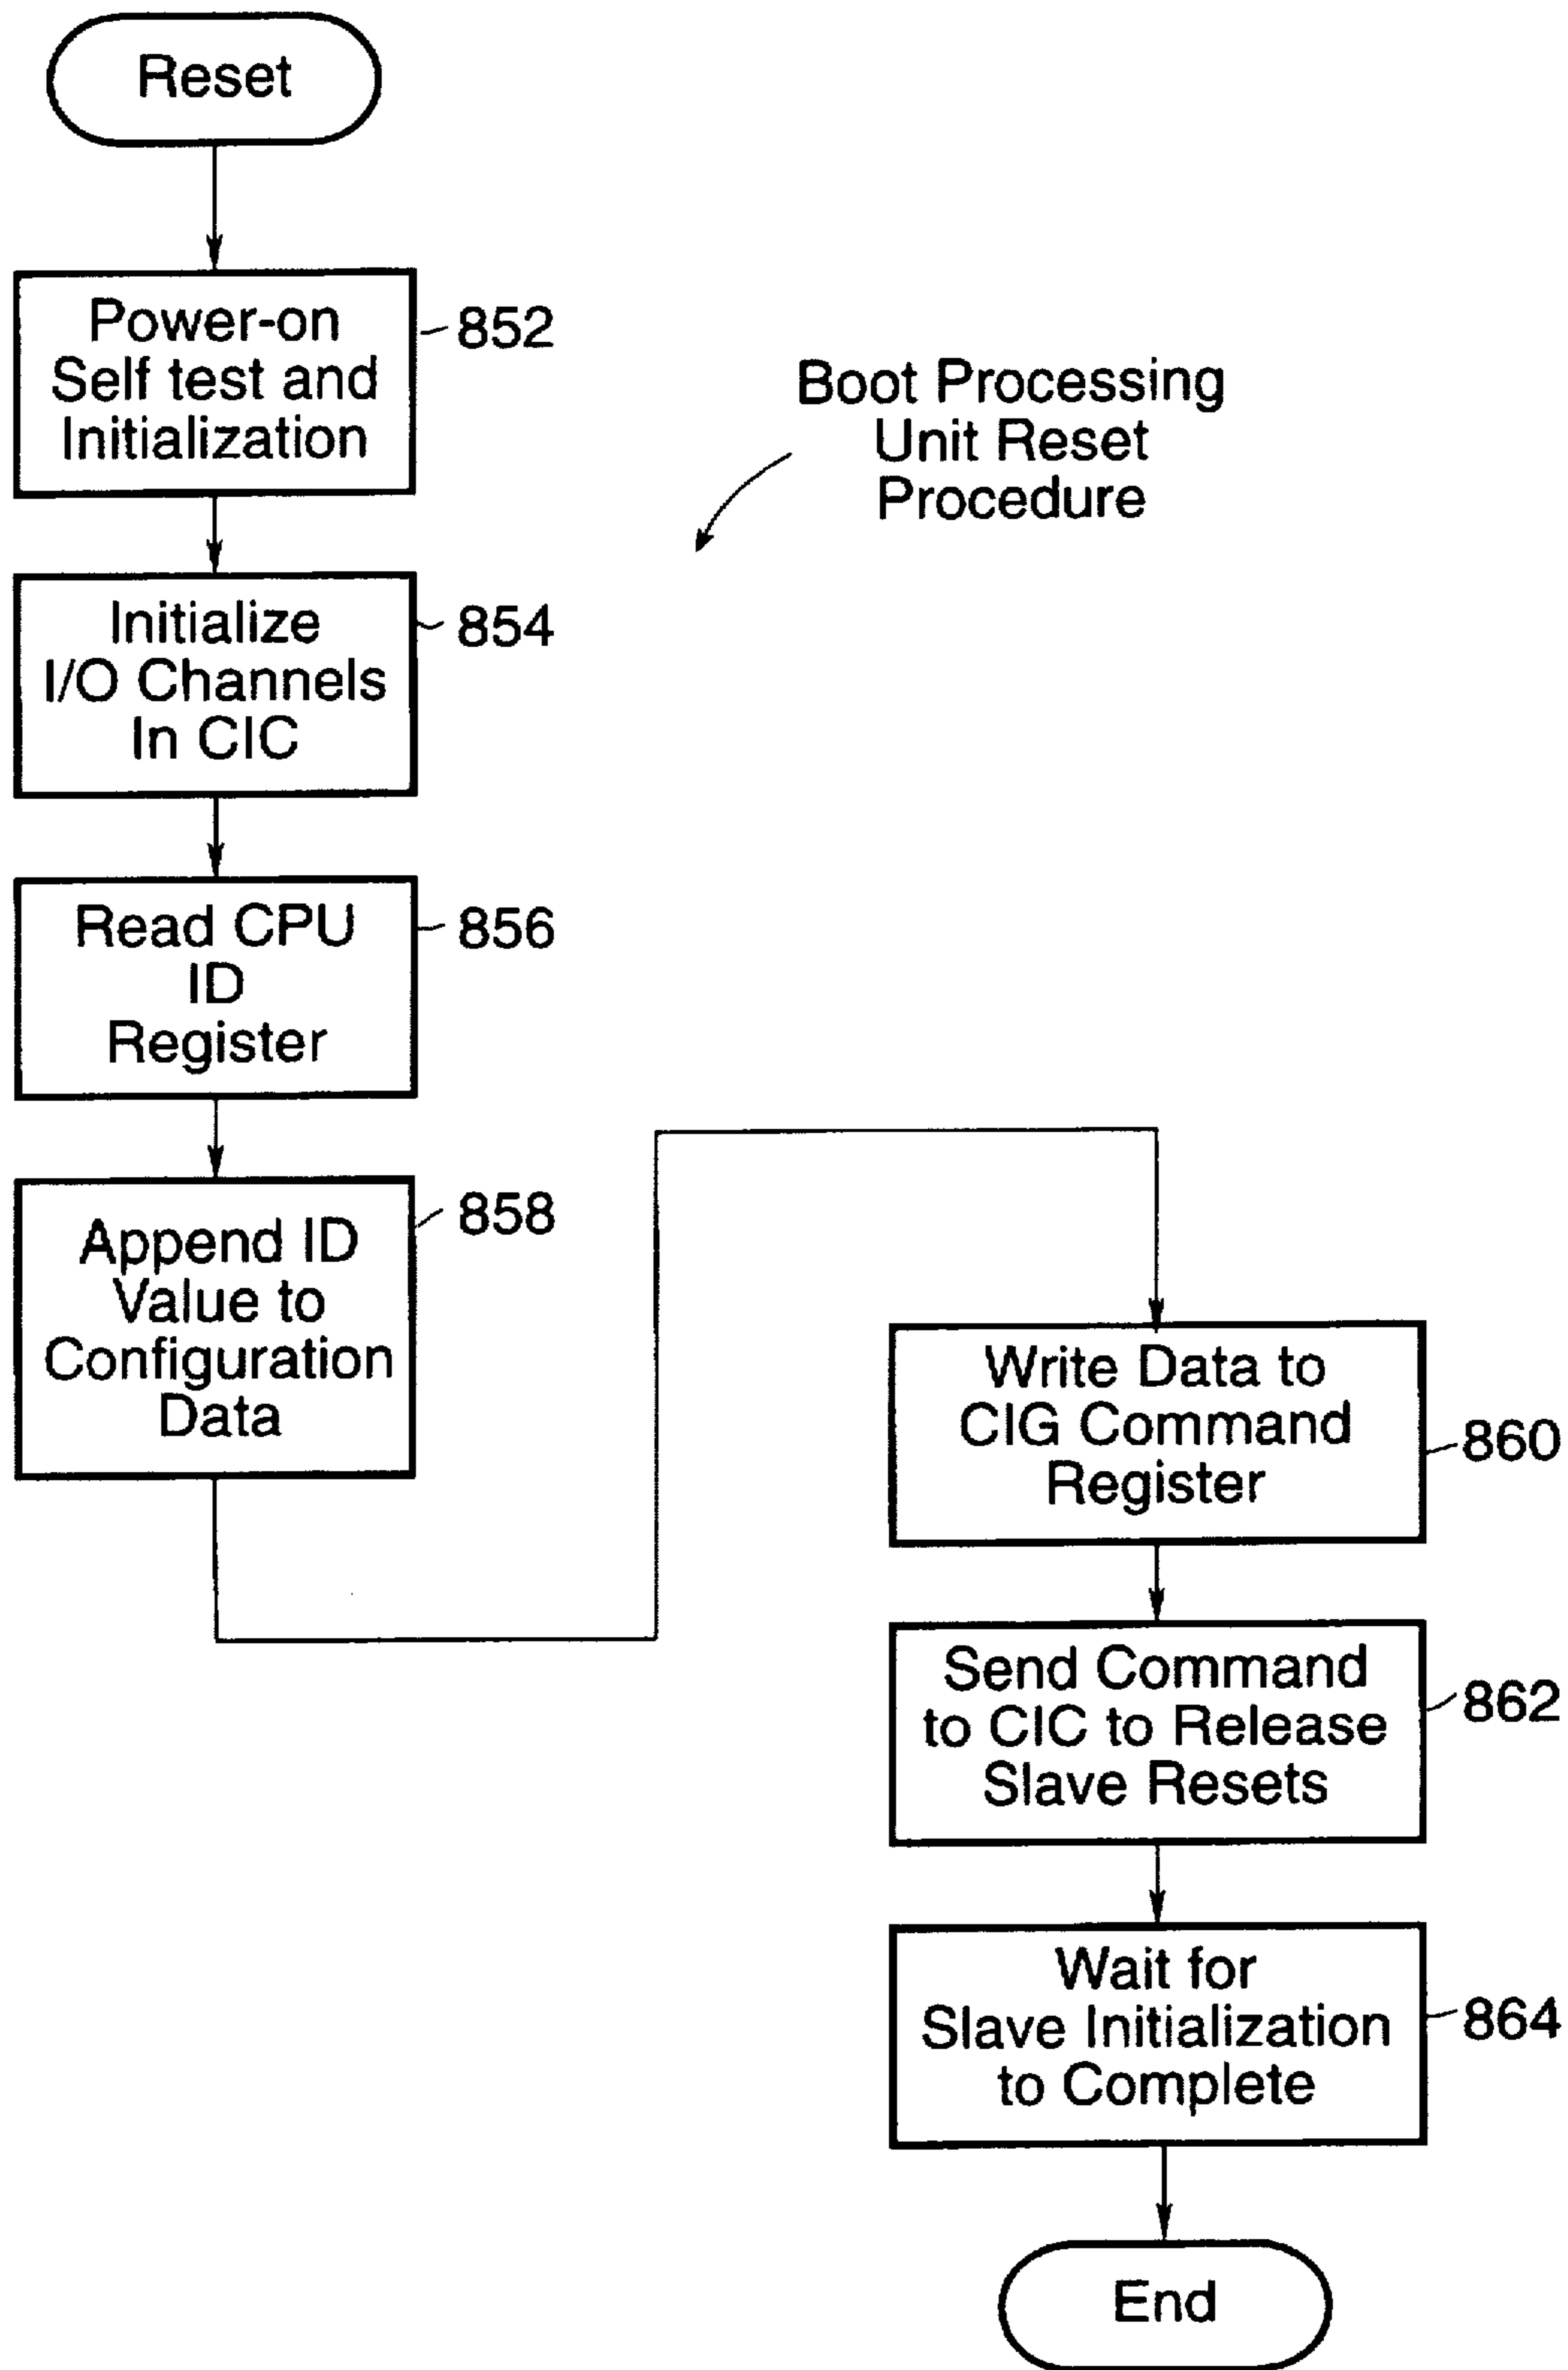 Reset
Power-on
Self test and
Initialization
852
Boot Processing
Unit Reset
Procedure
Initialize
I/O Channels
In CIC
854
Read CPU
ID
Register
856
Append ID
Value to
Configuration
Data
858
Write Data to
CIG Command
Register
860
Send Command
to CIC to Release
Slave Resets
862
Wait for
Slave Initialization
to Complete
864
End